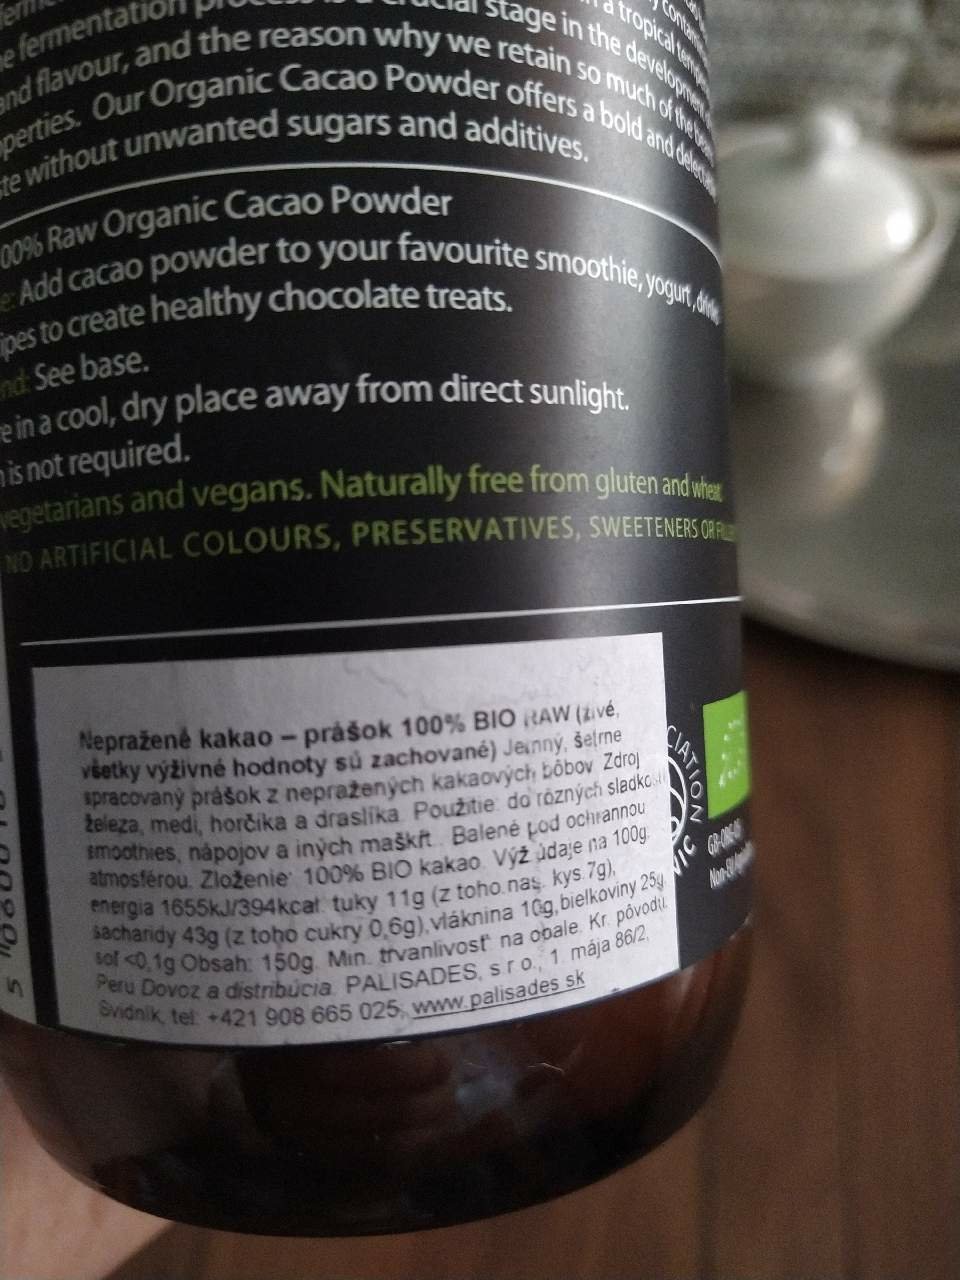 fermentation process is a crucial stage in the development
and flavour, and the reason why we retain so much of the
Our Organic Cacao Powder offers a bold and
without unwanted sugars and additives.
a tropical
00% Raw Organic Cacao Powder
Add cacao powder to your favourite smoothie, yogurt,
to create healthy chocolate treats.
See base.
in a cool, dry place away from direct sunlight.
is not required.
vegetarians and vegans. Naturally free from gluten and wheat.
NO ARTIFICIAL COLOURS, PRESERVATIVES, SWEETENERS OR
Nepražené kakao – prášok 100% BIO RAW (živé,
všetky výživné hodnoty sú zachované) Jemný, šetrne
spracovaný prášok z nepražených kakaových bôbov. Zdroj
železa, medi, horčíka a draslíka. Použitie: do rôznych
smoothies, nápojov a iných maškŕt. Balené pod ochrannou
atmosférou. Zloženie: 100% BIO kakao. Výž.údaje na 100g:
energia 1655kJ/394kcal. tuky 11g (z toho.nas. kys.7g),
sacharidy 43g (z toho cukry 0,6g),vláknina 10g,bielkoviny 25g,
soľ <0,1g Obsah: 150g. Min. trvanlivosť: na obale. Kr. pôvodu:
Peru Dovoz a distribúcia: PALISADES, s r o., 1. mája 86/2,
Svidník, tel: +421 908 665 025, www.palisades.sk